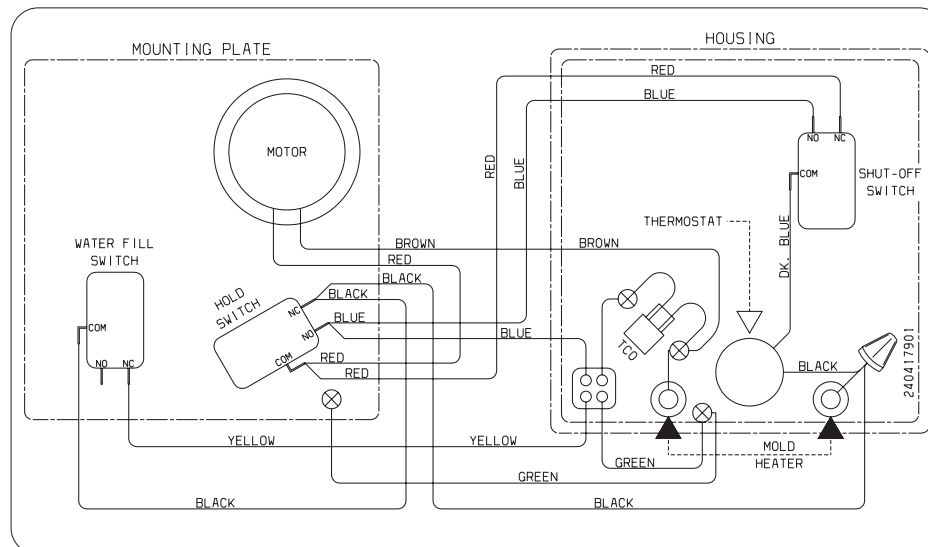 MOUNTING PLATE
HOUSING
RED
BLUE
MOTOR
NO
NC
COM
SHUT-OFF
SWITCH
RED
BLUE
THERMOSTAT
DK. BLUE
WATER FILL
SWITCH
BROWN
BROWN
RED
BLACK
BLACK
HOLD
SWITCH
NC
NO
COM
BLUE
BLUE
COM
NO
NC
RED
RED
TCO
BLACK
240417901
YELLOW
YELLOW
MOLD
HEATER
GREEN
GREEN
BLACK
BLACK